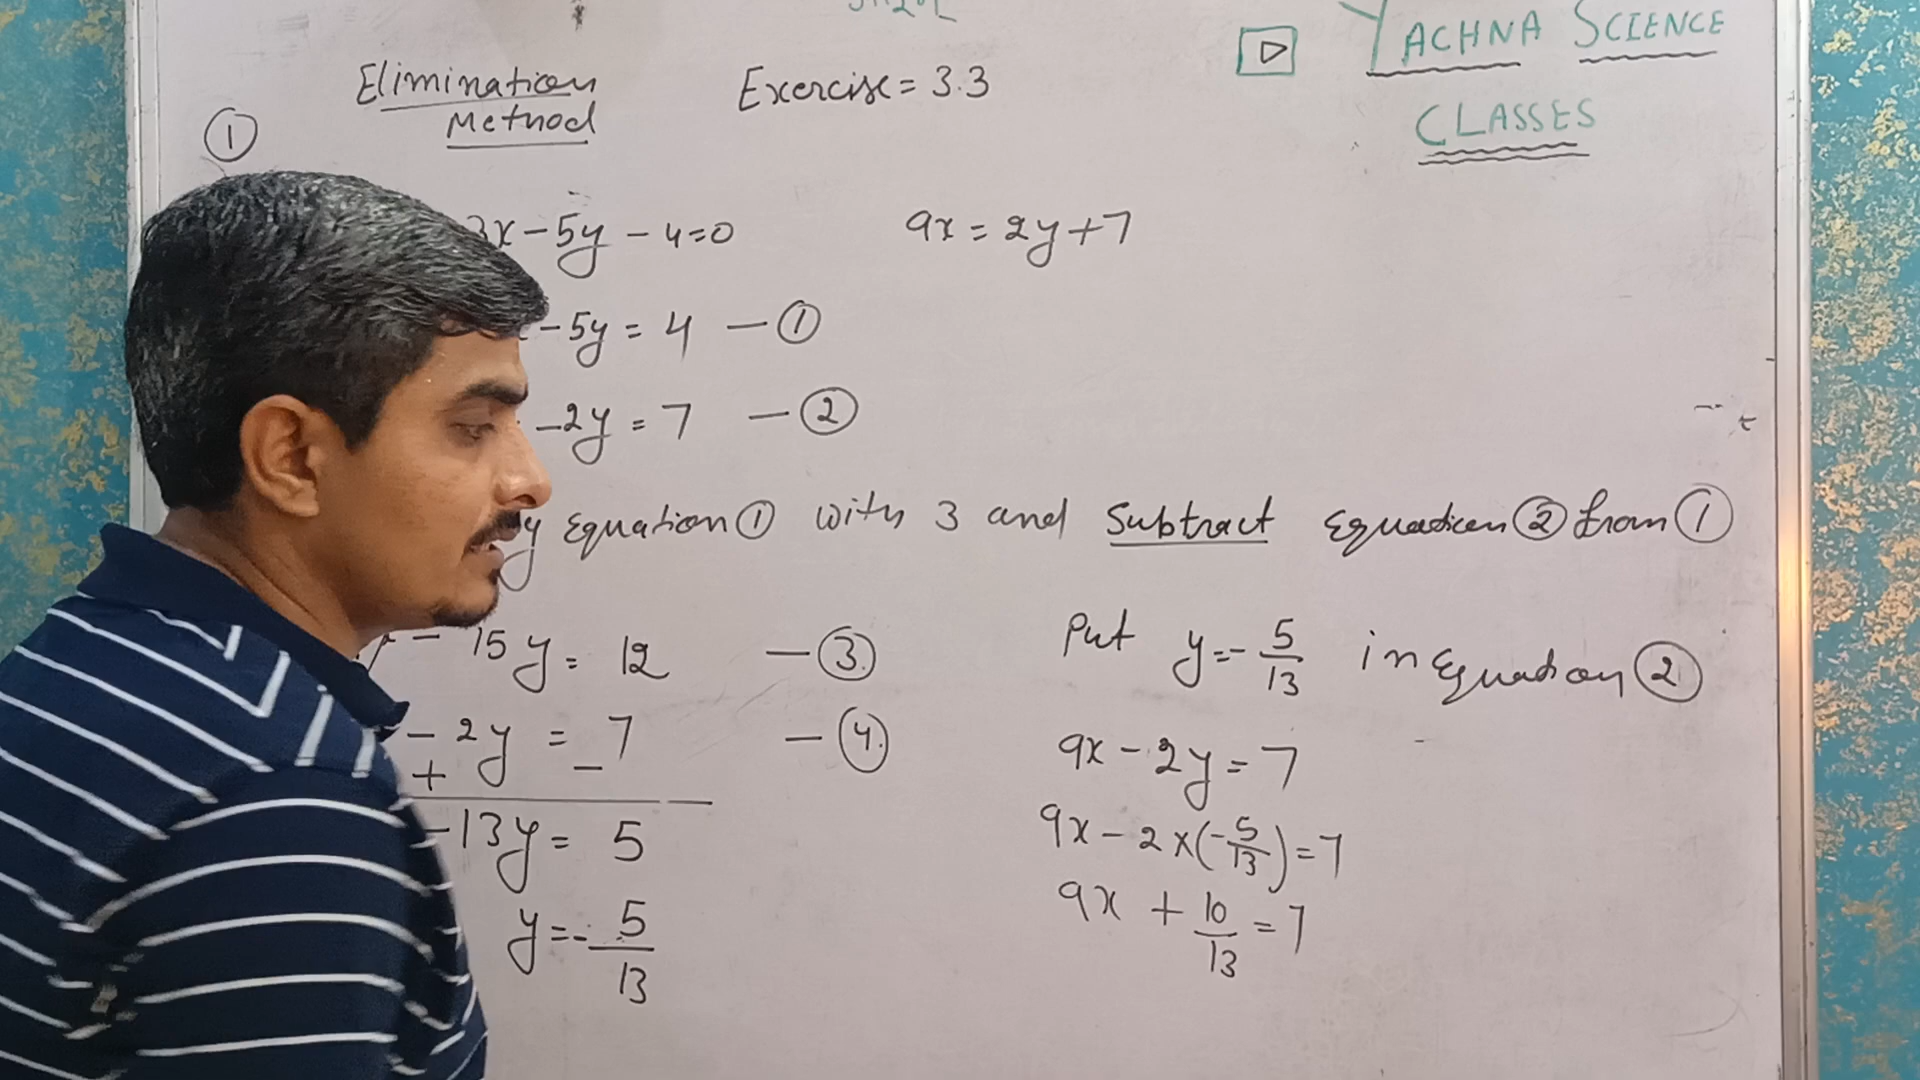 Elimination Method
Exercise = 3.3
YACHNA SCIENCE
CLASSES
①
3x - 5y - 4=0
9x = 2y + 7
- 5y = 4 — ①
- 2y = 7 — ②
y Equation ① with 3 and Subtract Equation ② from ①
- 15y = 12 — ③
- 2y = 7 — ④
+ −
-13y = 5
y = - 5/13
Put y = - 5/13 in Equation ②
9x - 2y = 7
9x - 2 x (- 5/13) = 7
9x + 10/13 = 7